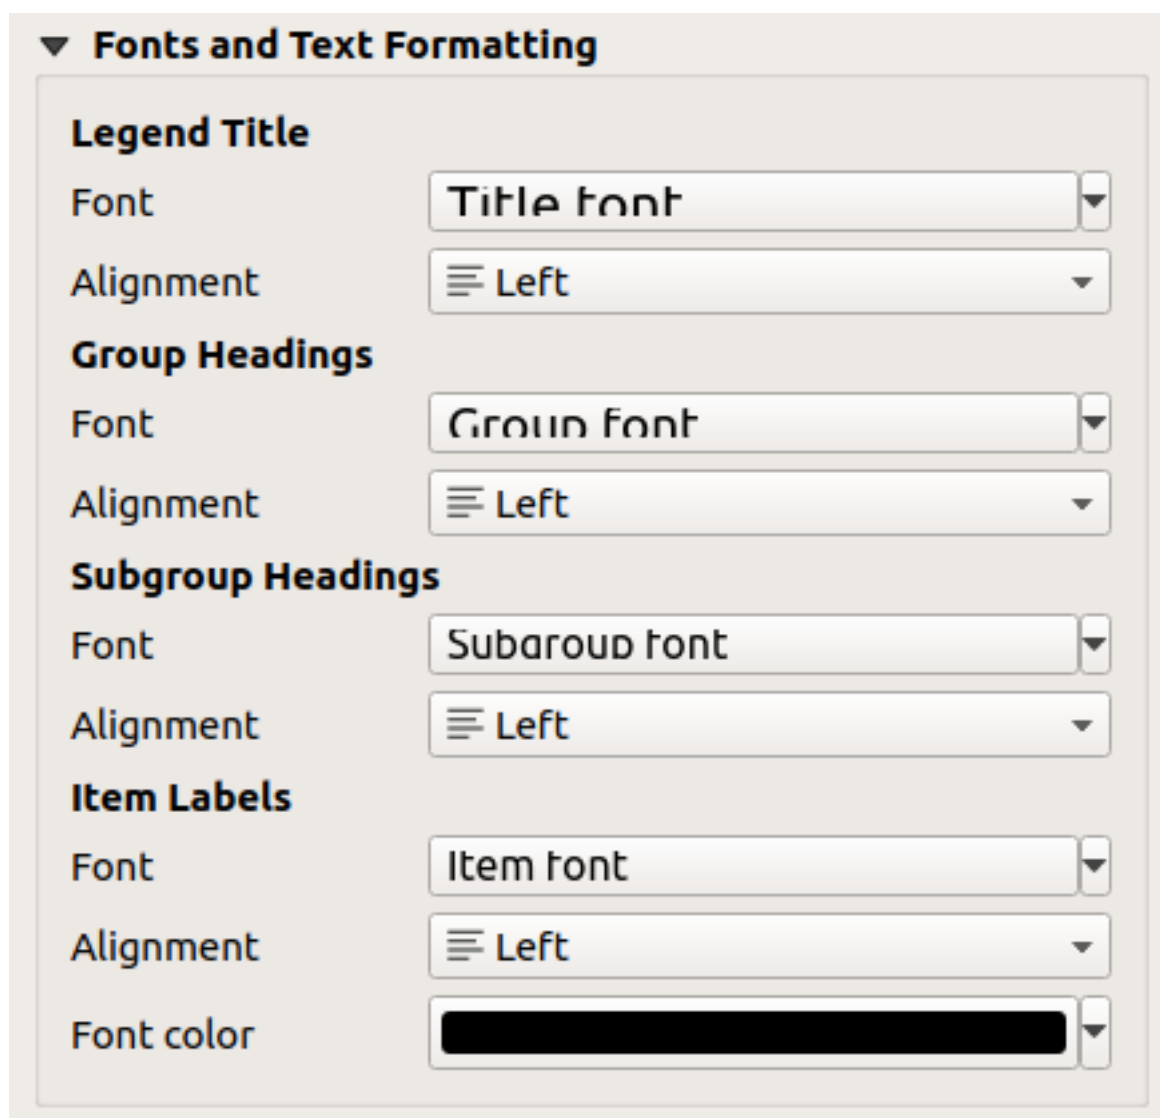 Fonts and Text Formatting
Legend Title
Font Title font
Alignment Left
Group Headings
Font Group font
Alignment Left
Subgroup Headings
Font Subgroup font
Alignment Left
Item Labels
Font Item font
Alignment Left
Font color